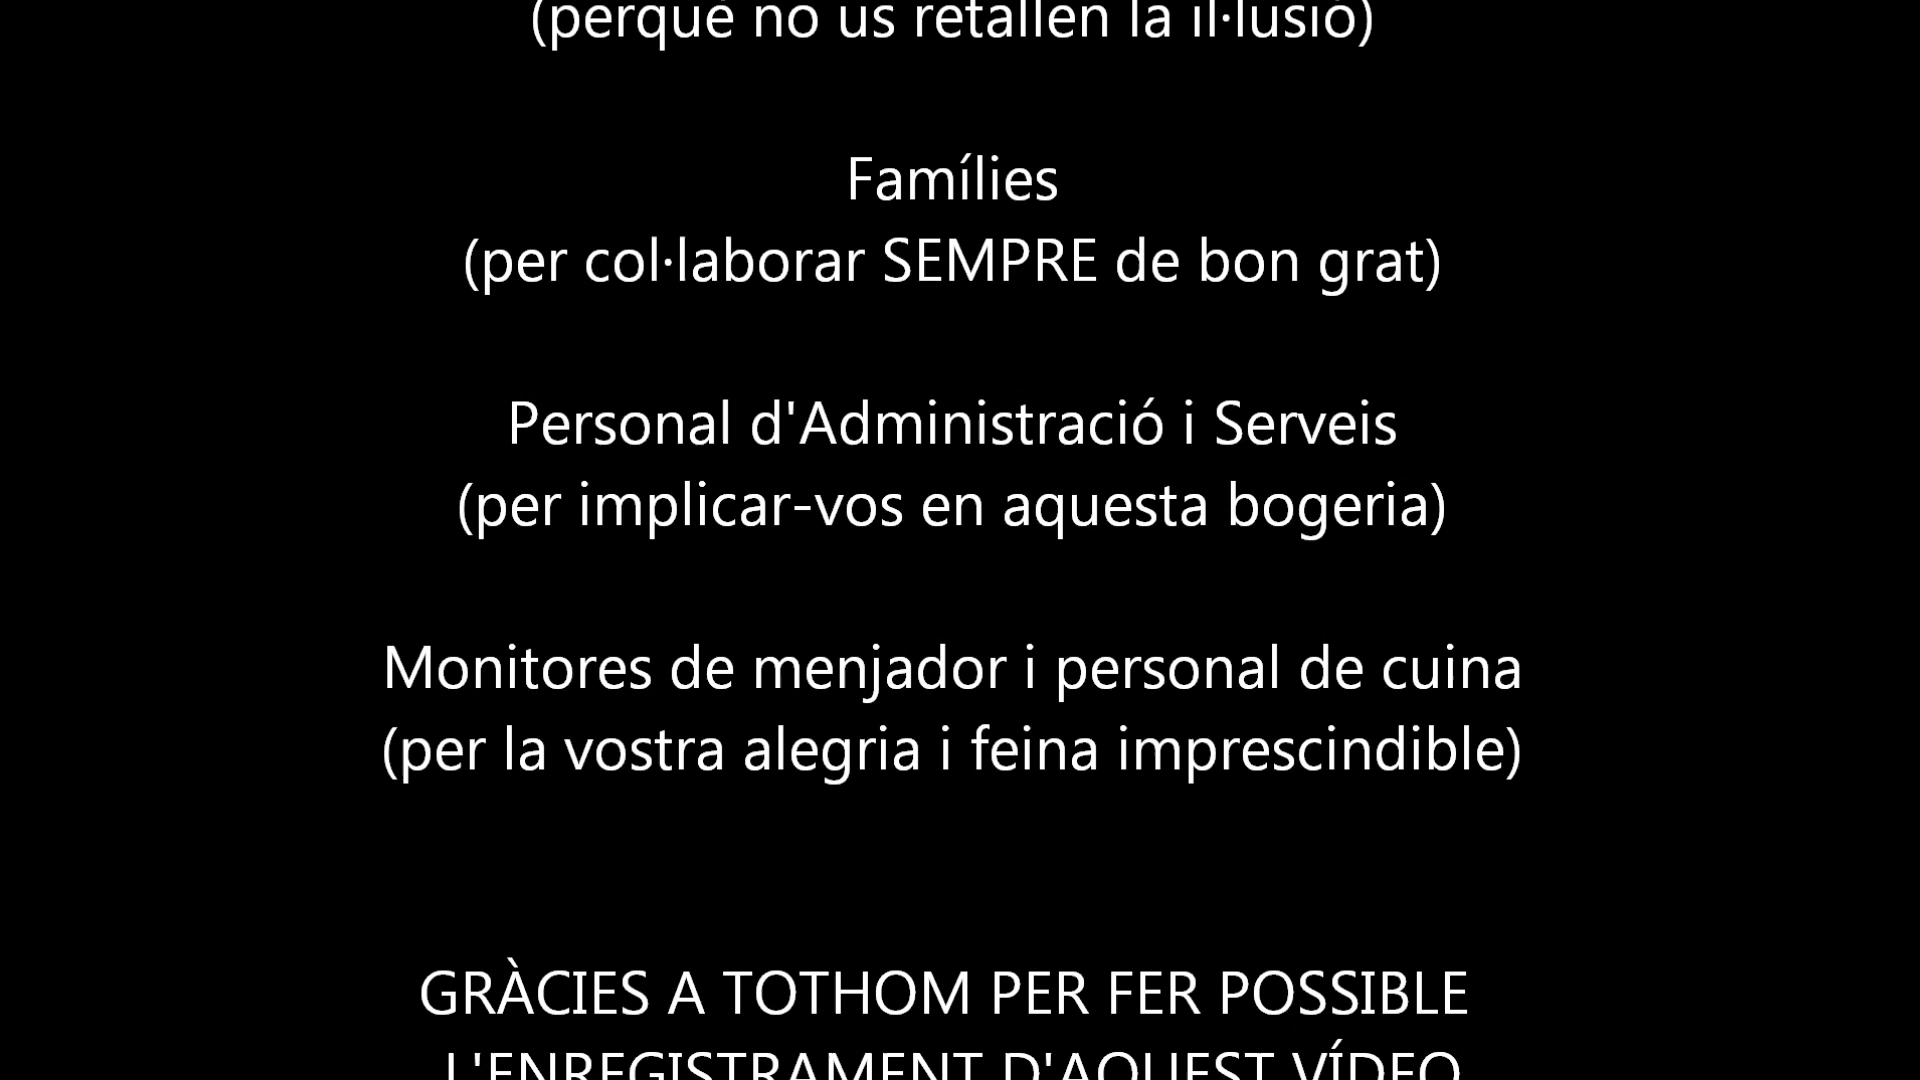 (perquè no us retallen la il·lusió)
Famílies
(per col·laborar SEMPRE de bon grat)
Personal d'Administració i Serveis
(per implicar-vos en aquesta bogeria)
Monitores de menjador i personal de cuina
(per la vostra alegria i feina imprescindible)
GRÀCIES A TOTHOM PER FER POSSIBLE
L'ENREGISTRAMENT D'AQUEST VÍDEO